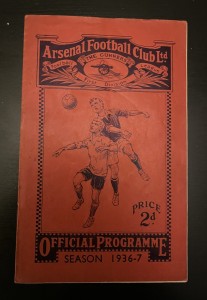 Arsenal Football Club Ltd
PRICE
2d
OFFICIAL PROGRAMME
SEASON 1936-7